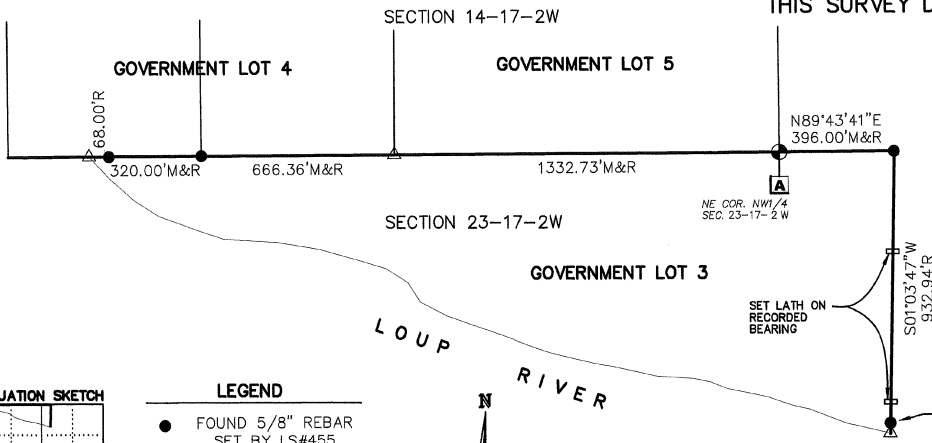 THIS SURVEY D
SECTION 14-17-2W
GOVERNMENT LOT 4
GOVERNMENT LOT 5
68.00'R
N89°43'41"E
396.00'M&R
320.00'M&R
666.36'M&R
1332.73'M&R
A
NE COR. NW1/4
SEC. 23-17-2W
SECTION 23-17-2W
GOVERNMENT LOT 3
S01°03'47"W
932.94'R
SET LATH ON
RECORDED
BEARING
LOUP RIVER
UATION SKETCH
LEGEND
N
FOUND 5/8" REBAR
SET BY LS#455